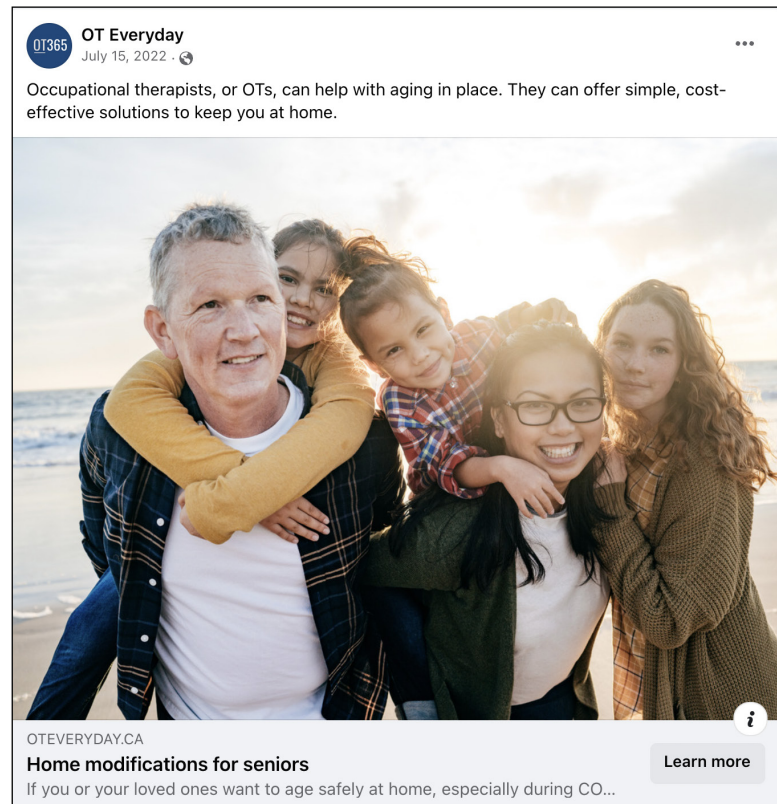 OT365
OT Everyday
July 15, 2022 ·
Occupational therapists, or OTs, can help with aging in place. They can offer simple, cost-
effective solutions to keep you at home.
i
OTEVERYDAY.CA
Home modifications for seniors
Learn more
If you or your loved ones want to age safely at home, especially during CO...